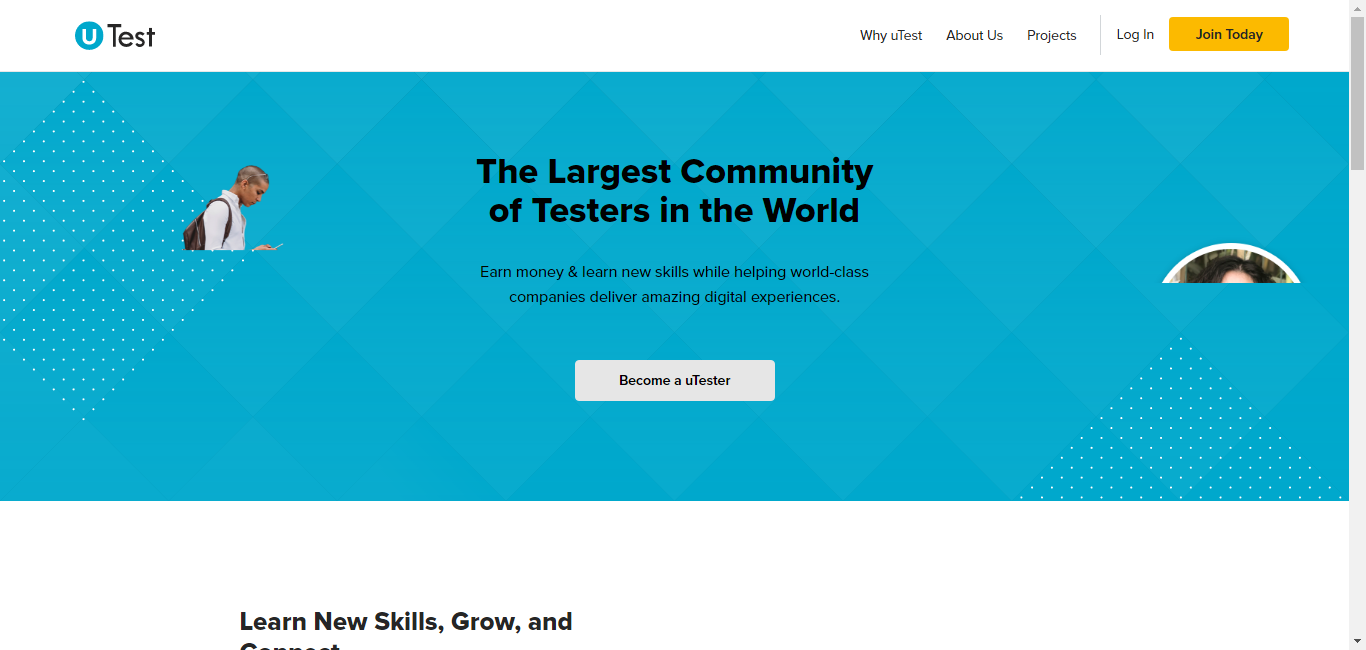 uTest
Why uTest
About Us
Projects
Log In
Join Today
The Largest Community
of Testers in the World
Earn money & learn new skills while helping world-class
companies deliver amazing digital experiences.
Become a uTester
Learn New Skills, Grow, and
Connect